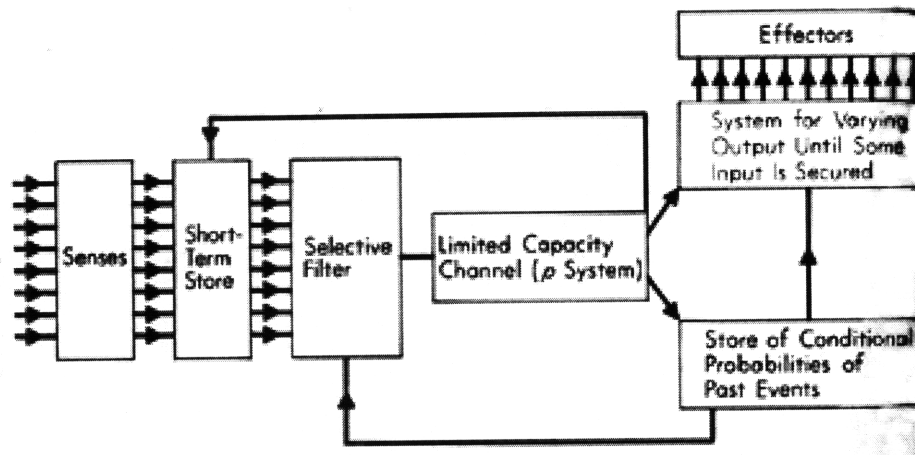 Effectors
System for Varying
Output Until Some
Input Is Secured
Senses
Short-
Term
Store
Selective
Filter
Limited Capacity
Channel (p System)
Store of Conditional
Probabilities of
Past Events